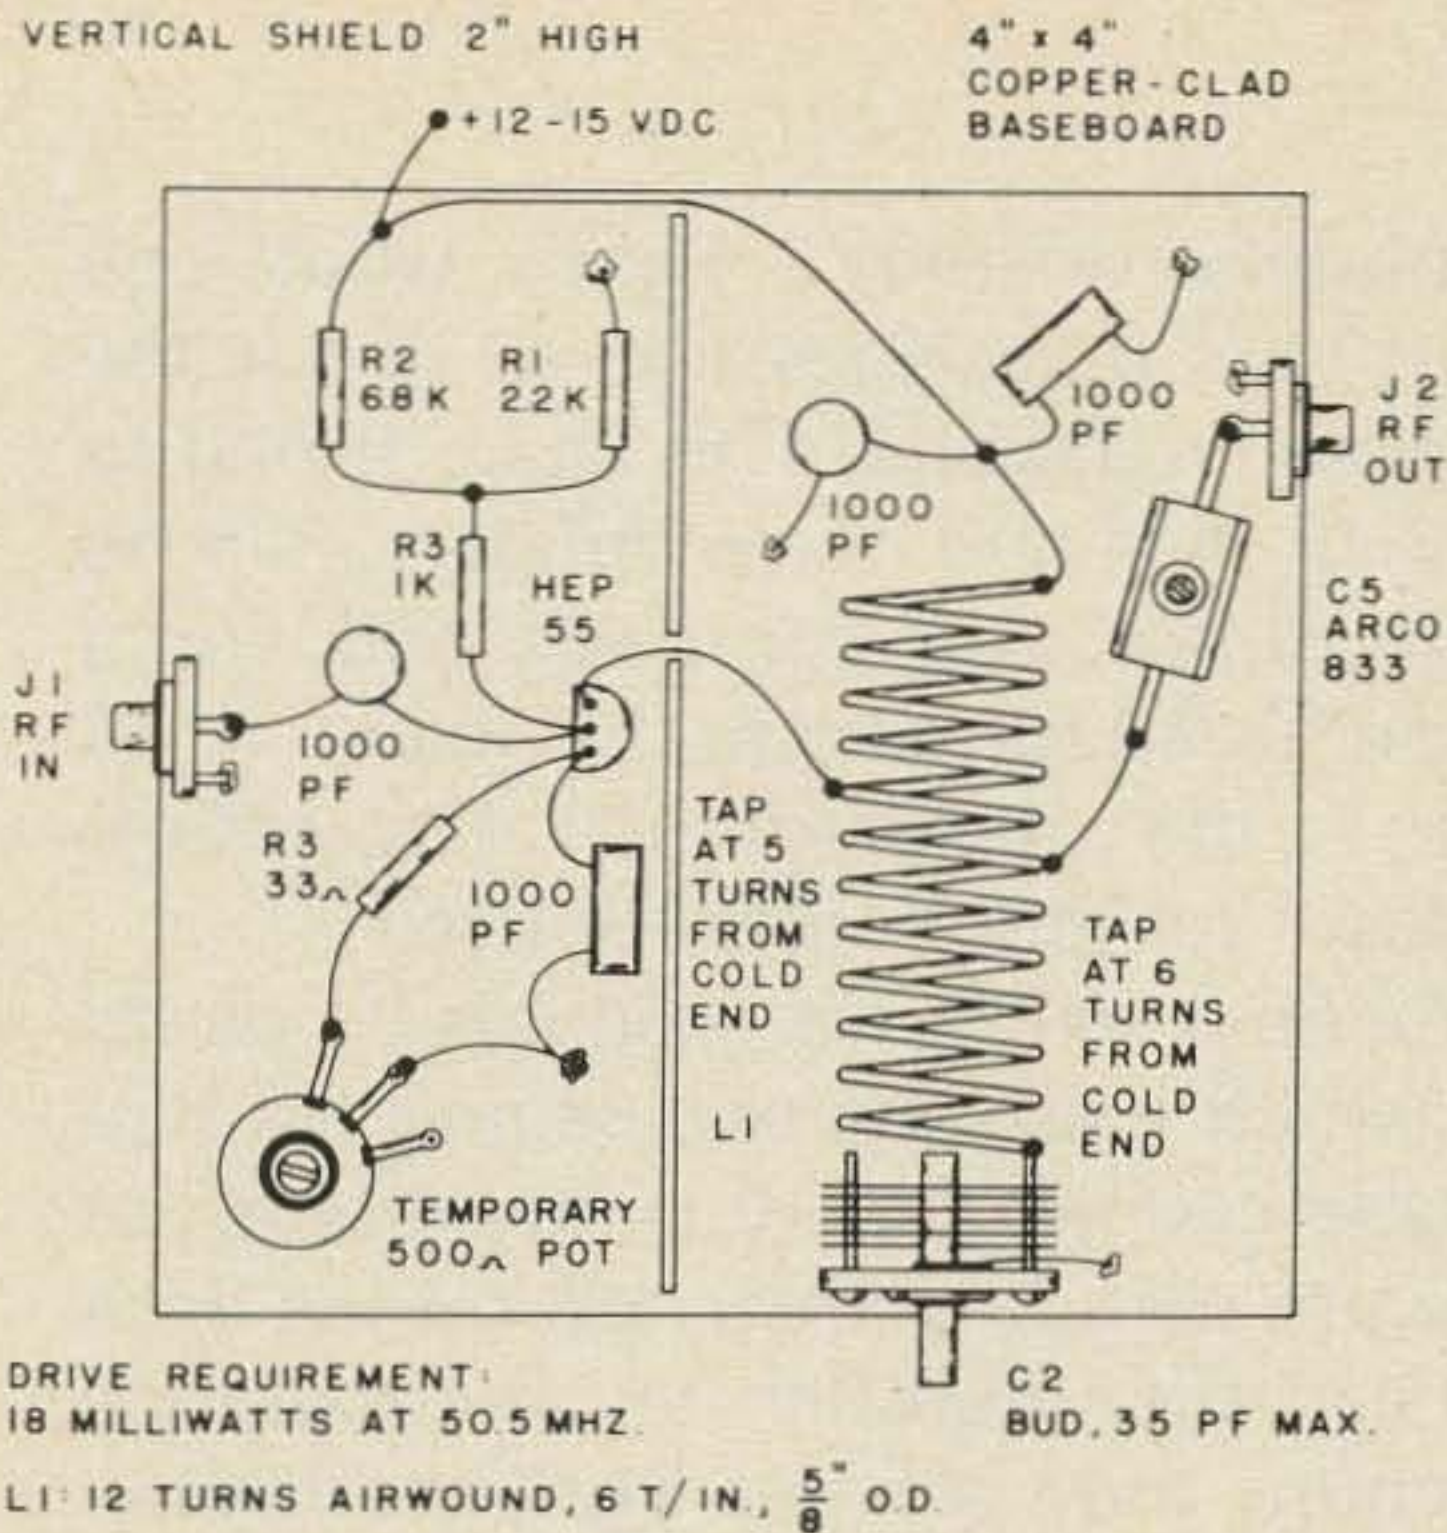 VERTICAL SHIELD 2" HIGH
4" x 4"
COPPER-CLAD
BASEBOARD
+12-15 VDC
R2
6.8K
R1
2.2K
1000
PF
J2
RF
OUT
1000
PF
R3
1K
HEP
55
C5
ARCO
833
J1
RF
IN
1000
PF
R3
33Ω
1000
PF
TAP
AT 5
TURNS
FROM
COLD
END
TAP
AT 6
TURNS
FROM
COLD
END
L1
TEMPORARY
500Ω POT
DRIVE REQUIREMENT:
18 MILLIWATTS AT 50.5 MHZ.
C2
BUD, 35 PF MAX.
L1: 12 TURNS AIRWOUND, 6 T/IN., 5/8" O.D.